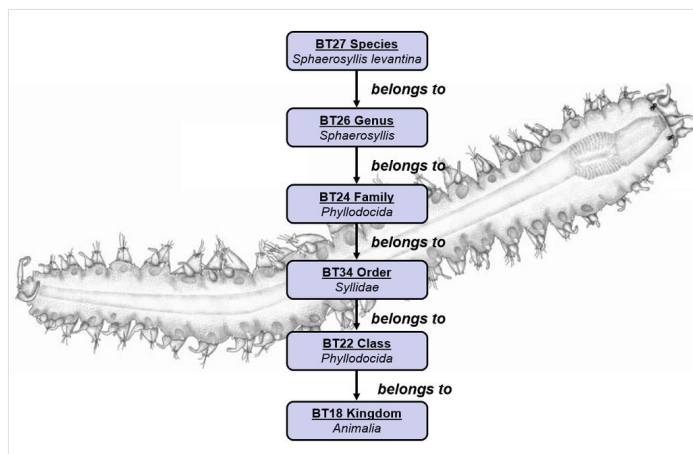 BT27 Species
Sphaerosyllis levantina
belongs to
BT26 Genus
Sphaerosyllis
belongs to
BT24 Family
Phyllodocida
belongs to
BT34 Order
Syllidae
belongs to
BT22 Class
Phyllodocida
belongs to
BT18 Kingdom
Animalia